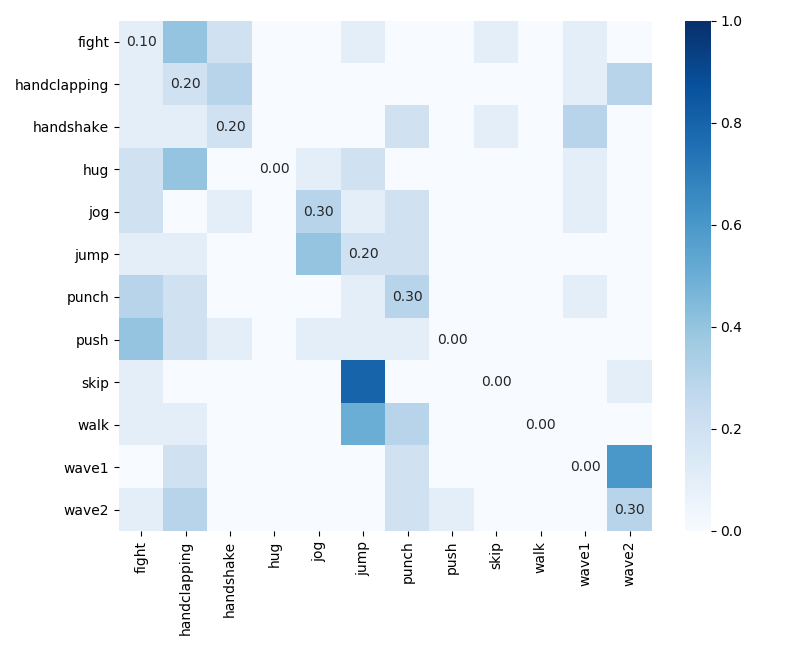 fight 0.10
handclapping 0.20
handshake 0.20
hug 0.00
jog 0.30
jump 0.20
punch 0.30
push 0.00
skip 0.00
walk 0.00
wave1 0.00
wave2 0.30
fight handclapping handshake hug jog jump punch push skip walk wave1 wave2
1.0
0.8
0.6
0.4
0.2
0.0